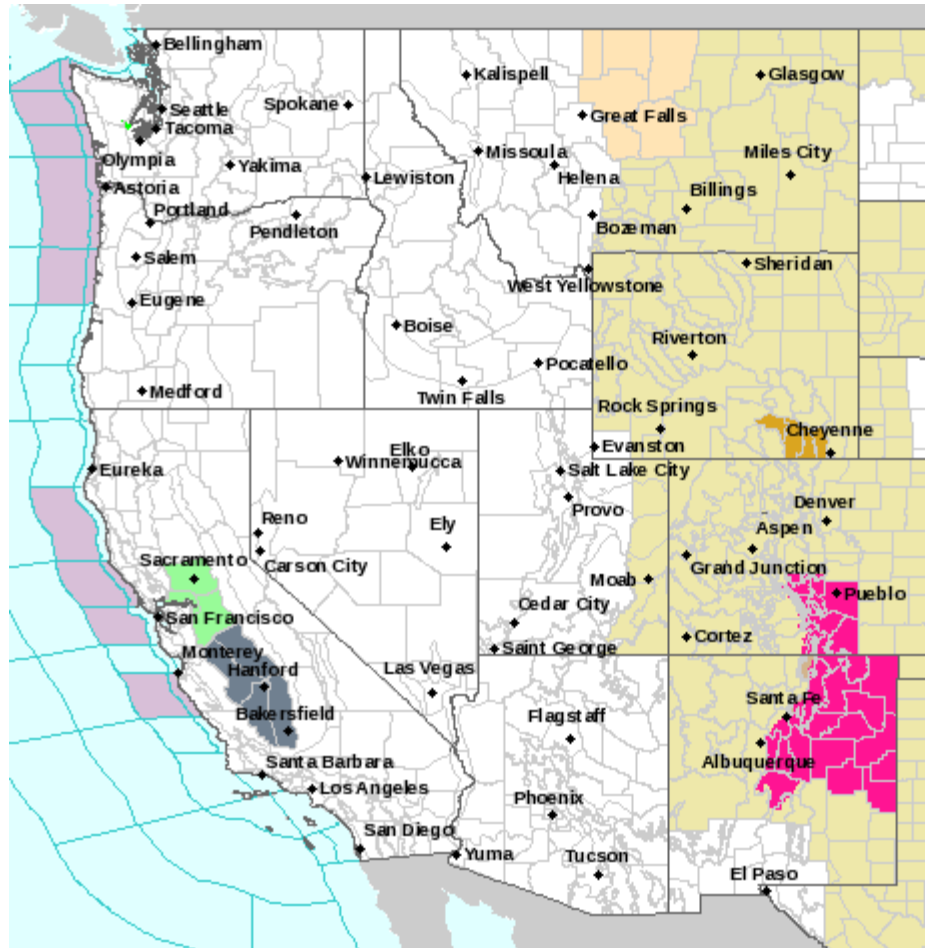 Bellingham
Kalispell
Glasgow
Seattle
Spokane
Great Falls
Tacoma
Olympia
Missoula
Miles City
Yakima
Helena
Astoria
Lewiston
Billings
Portland
Pendleton
Bozeman
Salem
West Yellowstone
Sheridan
Eugene
Boise
Riverton
Pocatello
Medford
Twin Falls
Rock Springs
Cheyenne
Elko
Evanston
Eureka
Winnemucca
Salt Lake City
Provo
Denver
Reno
Ely
Aspen
Sacramento
Carson City
Grand Junction
Moab
Pueblo
San Francisco
Cedar City
Cortez
Monterey
Saint George
Hanford
Las Vegas
Santa Fe
Bakersfield
Flagstaff
Albuquerque
Santa Barbara
Los Angeles
Phoenix
San Diego
Yuma
Tucson
El Paso